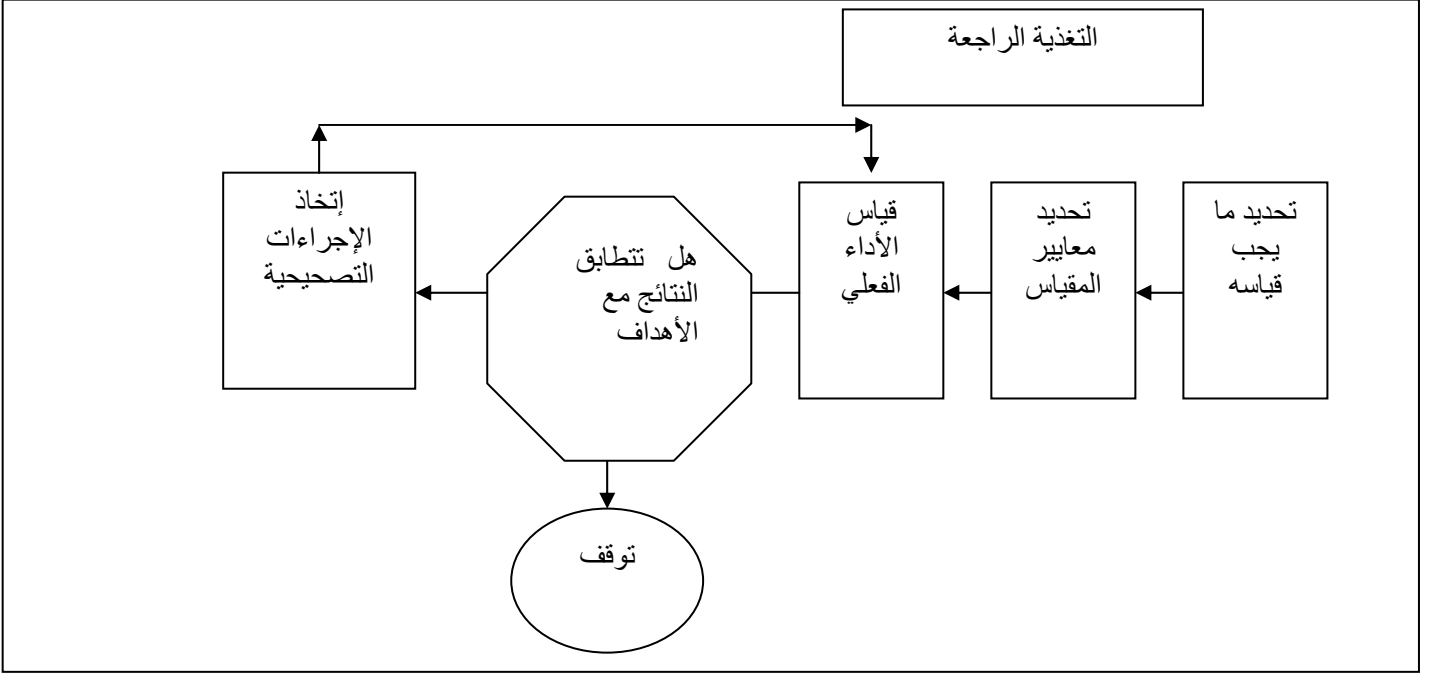 التغذية الراجعة
تحديد ما
يجب
قياسه
تحديد
معايير
المقياس
قياس
الأداء
الفعلي
هل تتطابق
النتائج مع
الأهداف
إتخاذ
الإجراءات
التصحيحية
توقف